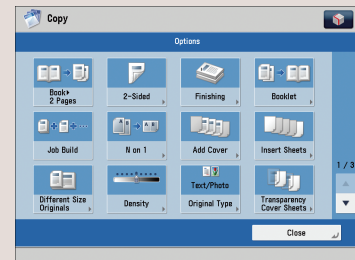 Copy
Options
Book▶
2 Pages
2-Sided
Finishing
Booklet
Job Build
N on 1
Add Cover
Insert Sheets
1 / 3
Different Size
Originals
Density
Text/Photo
Original Type
Transparency
Cover Sheets
Close